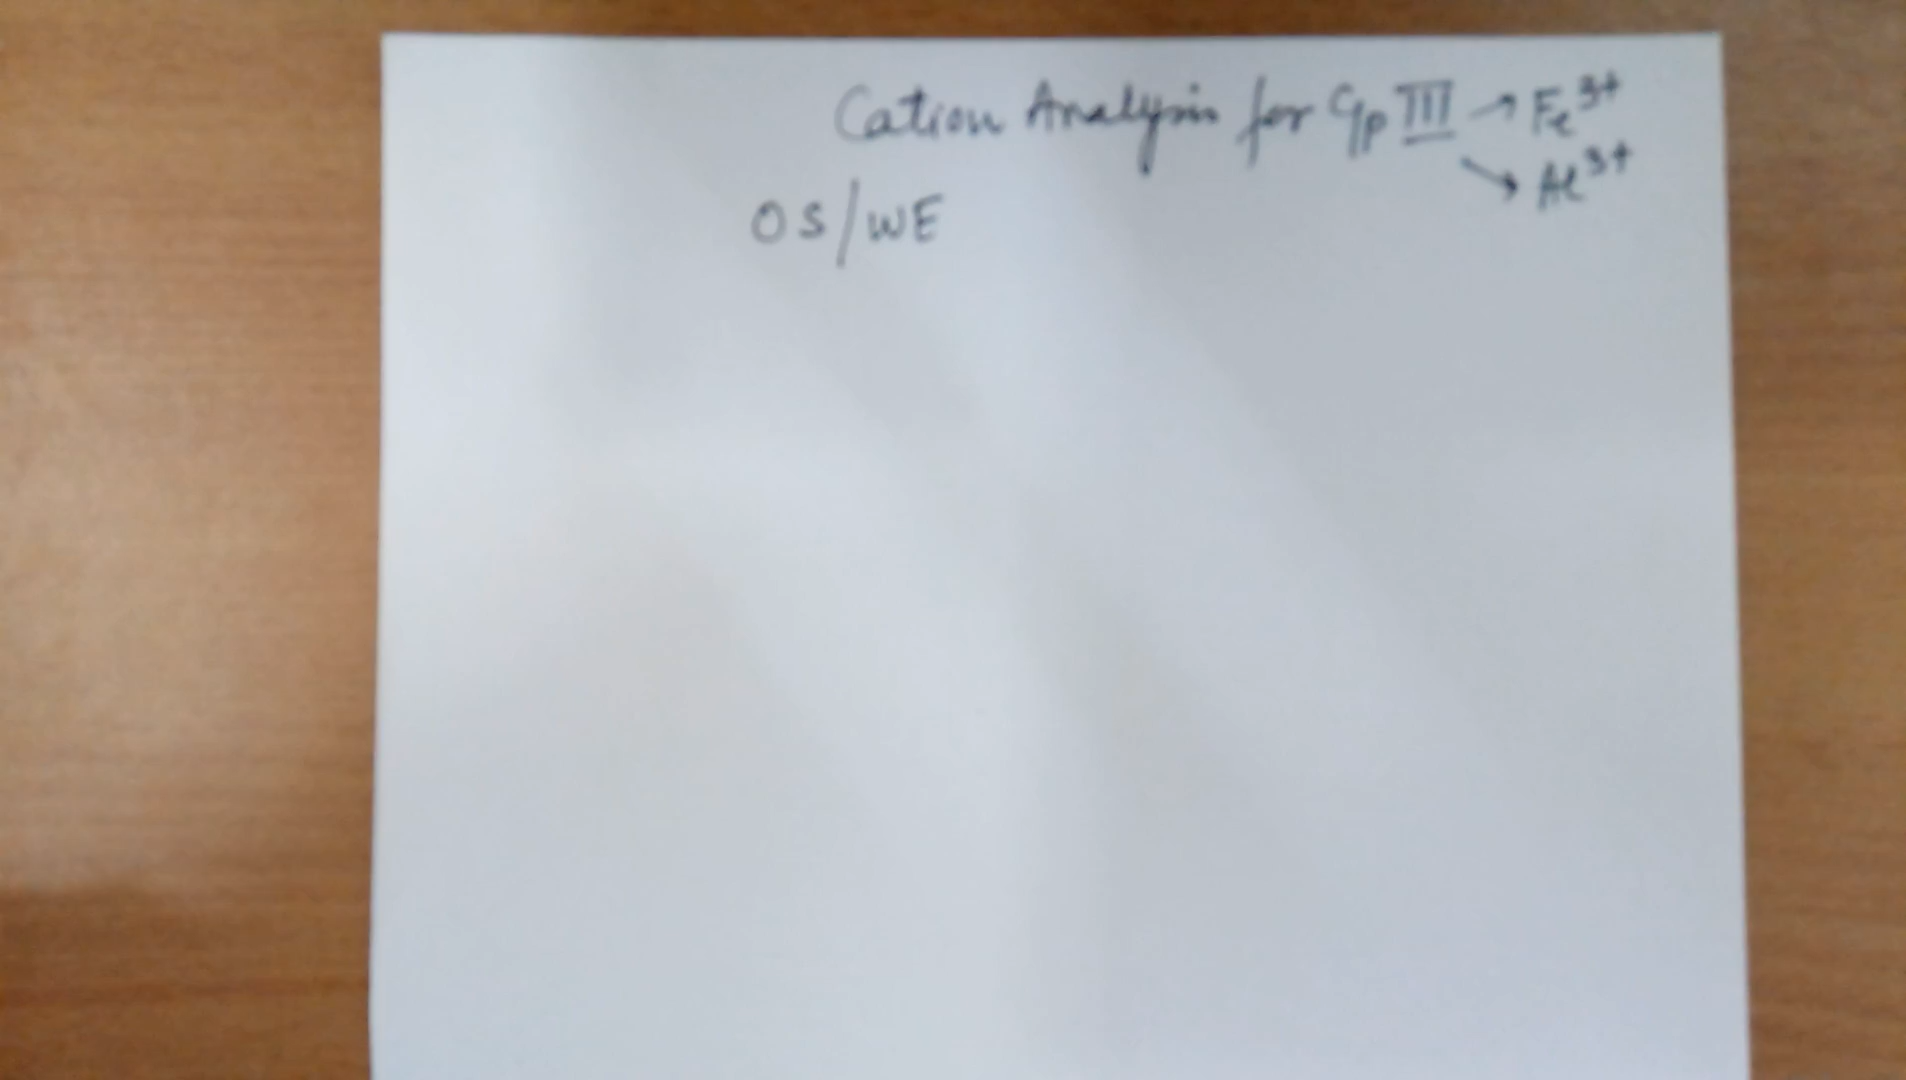 Cation Analysis for Gp III → Fe³⁺
↘ Al³⁺
OS/WE